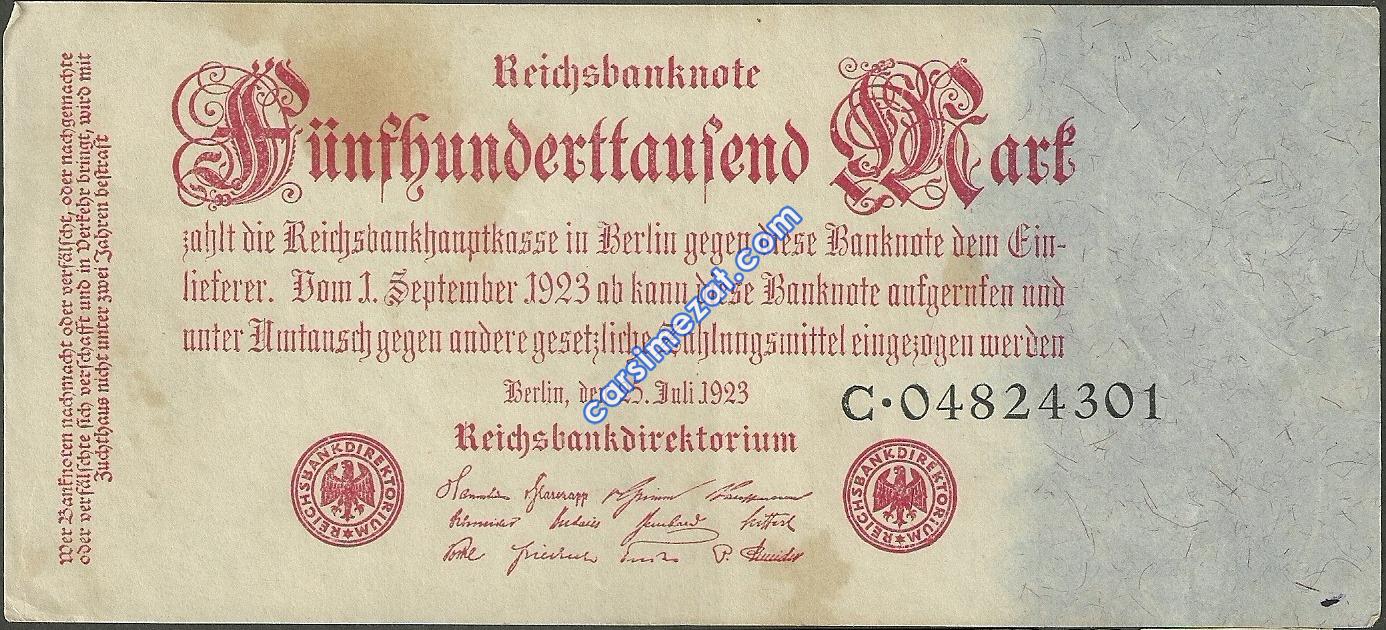 Reichsbanknote
Fünfhunderttausend Mark
zahlt die Reichsbankhauptkasse in Berlin gegen diese Banknote dem Ein-
lieferer. Vom 1. September 1923 ab kann diese Banknote aufgerufen und
unter Umtausch gegen andere gesetzliche Zahlungsmittel eingezogen werden
Berlin, den 25. Juli 1923
C·04824301
Reichsbankdirektorium
REICHSBANKDIREKTORIUM
REICHSBANKDIREKTORIUM
Wer Banknoten nachmacht oder verfälscht, oder nachgemachte
oder verfälschte sich verschafft und in Verkehr bringt, wird mit
Zuchthaus nicht unter zwei Jahren bestraft
carsimezat.com